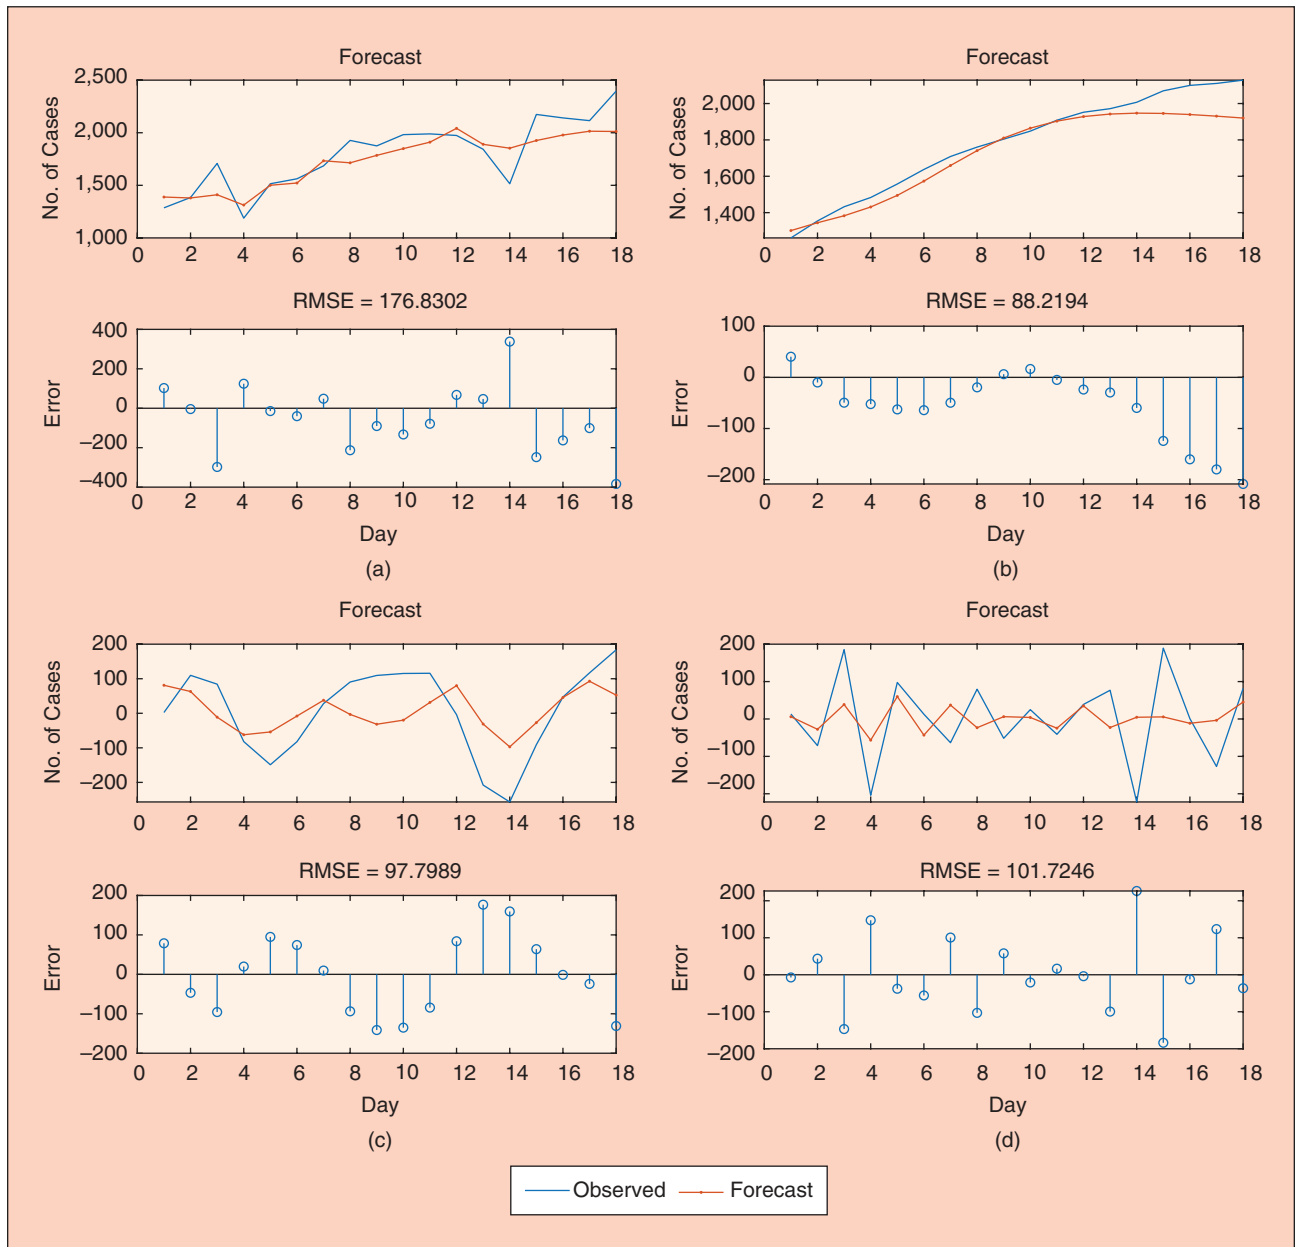 Forecast
No. of Cases
2,500
2,000
1,500
1,000
0 2 4 6 8 10 12 14 16 18
RMSE = 176.8302
Error
400
200
0
–200
–400
0 2 4 6 8 10 12 14 16 18
Day
(a)
Forecast
No. of Cases
2,000
1,800
1,600
1,400
0 2 4 6 8 10 12 14 16 18
RMSE = 88.2194
Error
100
0
–100
–200
0 2 4 6 8 10 12 14 16 18
Day
(b)
Forecast
No. of Cases
200
100
0
–100
–200
0 2 4 6 8 10 12 14 16 18
RMSE = 97.7989
Error
200
100
0
–100
–200
0 2 4 6 8 10 12 14 16 18
Day
(c)
Forecast
No. of Cases
200
100
0
–100
–200
0 2 4 6 8 10 12 14 16 18
RMSE = 101.7246
Error
200
100
0
–100
–200
0 2 4 6 8 10 12 14 16 18
Day
(d)
Observed Forecast